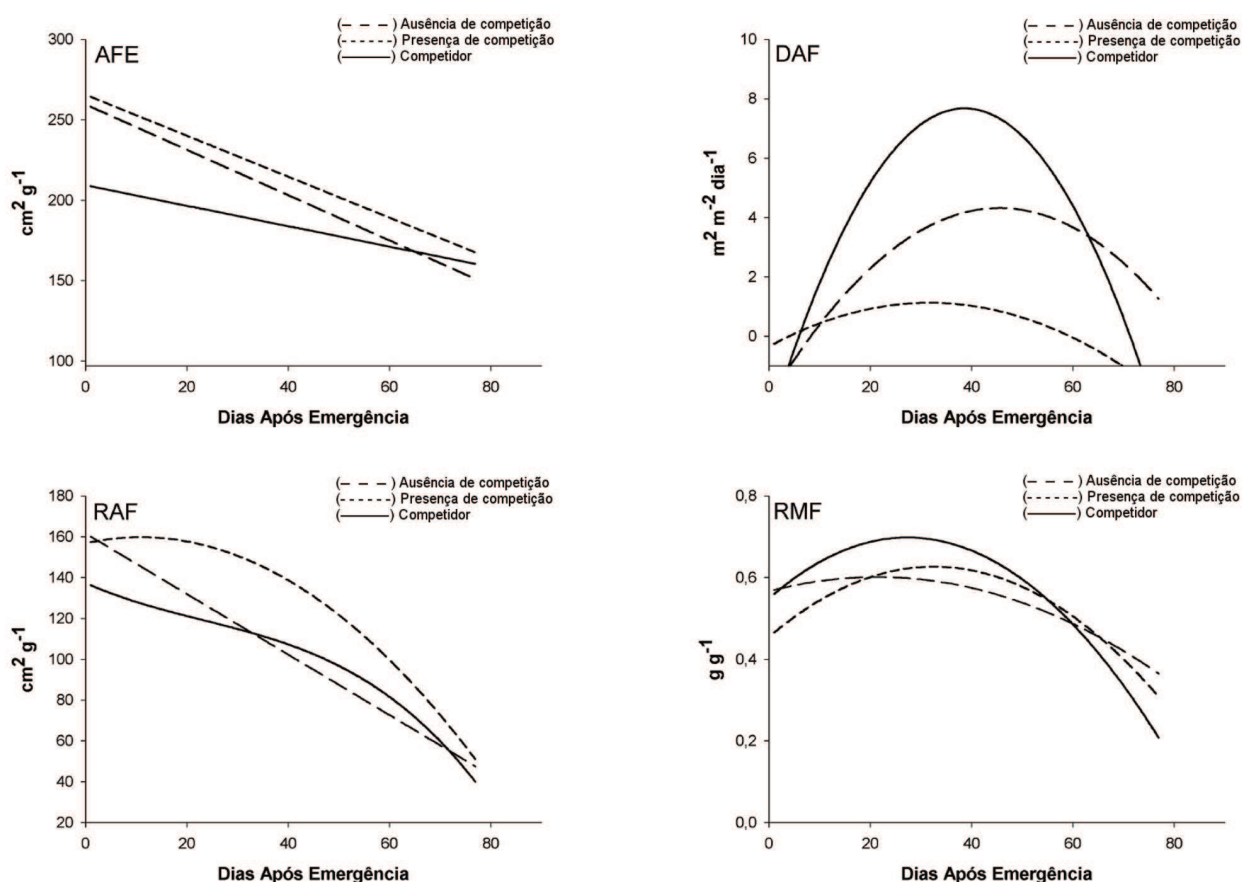 (— —) Ausência de competição
(------) Presença de competição
(——) Competidor
AFE
300
250
200
150
100
cm² g⁻¹
0 20 40 60 80
Dias Após Emergência
(— —) Ausência de competição
(------) Presença de competição
(——) Competidor
DAF
10
8
6
4
2
0
m² m⁻² dia⁻¹
0 20 40 60 80
Dias Após Emergência
(— —) Ausência de competição
(------) Presença de competição
(——) Competidor
RAF
180
160
140
120
100
80
60
40
20
cm² g⁻¹
0 20 40 60 80
Dias Após Emergência
(— —) Ausência de competição
(------) Presença de competição
(——) Competidor
RMF
0,8
0,6
0,4
0,2
0,0
g g⁻¹
0 20 40 60 80
Dias Após Emergência